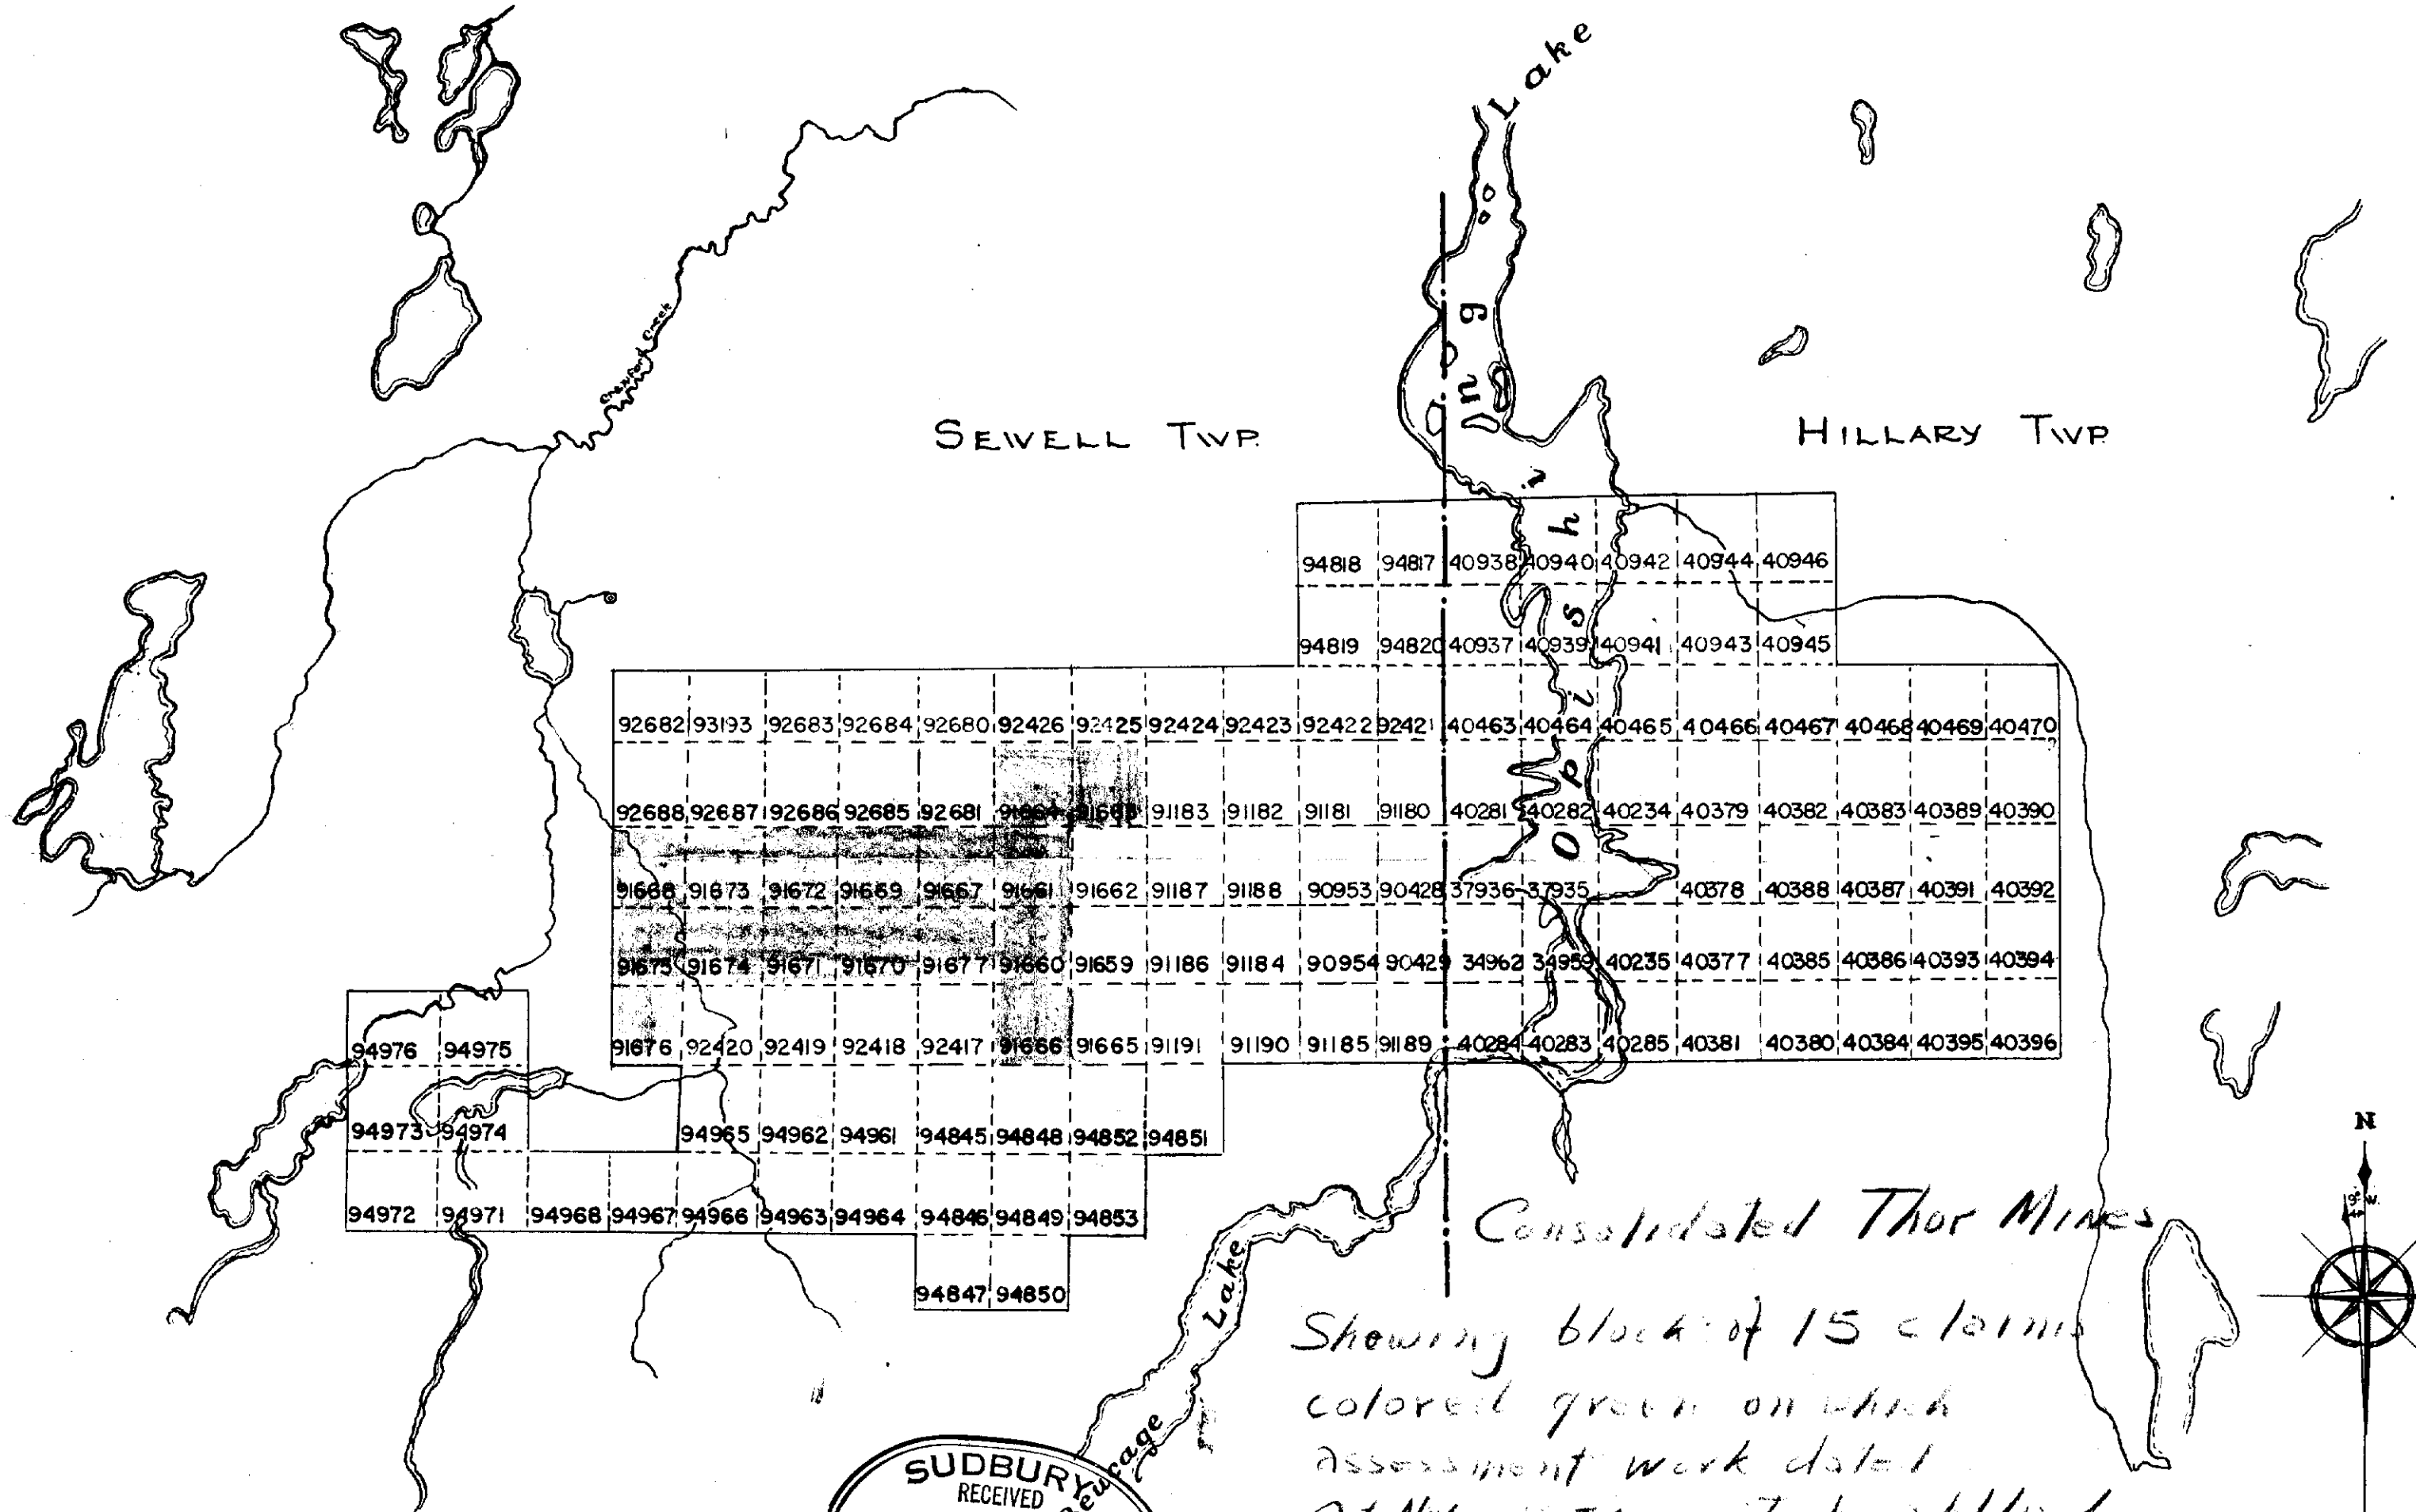 Lake
n g
Crawford Creek
SEWELL TWP.
HILLARY TWP.
i
h
94818 94817 40938 40940 40942 40944 40946
s
94819 94820 40937 40939 40941 40943 40945
i
92682 93193 92683 92684 92680 92426 92425 92424 92423 92422 92421 40463 40464 40465 40466 40467 40468 40469 40470
p
92688 92687 92686 92685 92681 91664 91663 91183 91182 91181 91180 40281 40282 40234 40379 40382 40383 40389 40390
O
91668 91673 91672 91669 91667 91661 91662 91187 91188 90953 90428 37936 37935 40378 40388 40387 40391 40392
91675 91674 91671 91670 91677 91660 91659 91186 91184 90954 90429 34962 34959 40235 40377 40385 40386 40393 40394
91676 92420 92419 92418 92417 91666 91665 91191 91190 91185 91189 40284 40283 40285 40381 40380 40384 40395 40396
94976 94975
94973 94974 94965 94962 94961 94845 94848 94852 94851
94972 94971 94968 94967 94966 94963 94964 94846 94849 94853
94847 94850
N
Consolidated Thor Mines
Lake
Showing block of 15 claims
colored green on which
assessment work dated
SUDBURY
RECEIVED